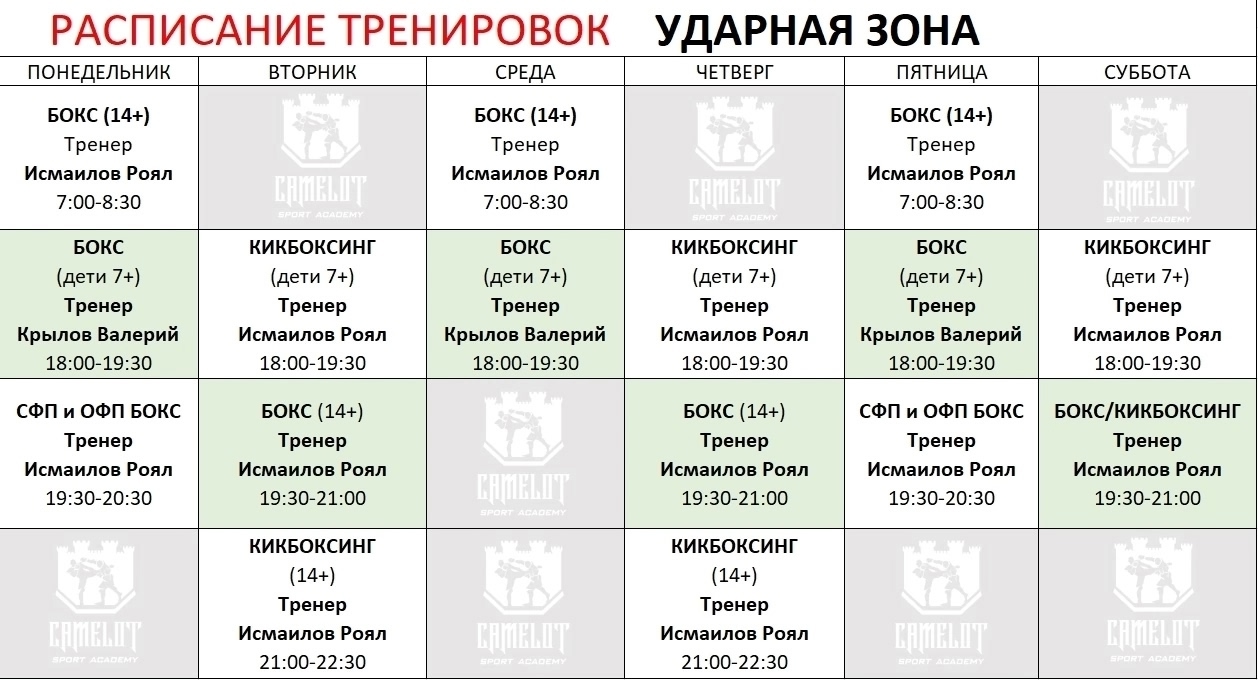 РАСПИСАНИЕ ТРЕНИРОВОК УДАРНАЯ ЗОНА
ПОНЕДЕЛЬНИК ВТОРНИК СРЕДА ЧЕТВЕРГ ПЯТНИЦА СУББОТА
БОКС (14+)
Тренер
Исмаилов Роял
7:00-8:30
CAMELOT
SPORT ACADEMY
БОКС (14+)
Тренер
Исмаилов Роял
7:00-8:30
CAMELOT
SPORT ACADEMY
БОКС (14+)
Тренер
Исмаилов Роял
7:00-8:30
CAMELOT
SPORT ACADEMY
БОКС
(дети 7+)
Тренер
Крылов Валерий
18:00-19:30
КИКБОКСИНГ
(дети 7+)
Тренер
Исмаилов Роял
18:00-19:30
БОКС
(дети 7+)
Тренер
Крылов Валерий
18:00-19:30
КИКБОКСИНГ
(дети 7+)
Тренер
Исмаилов Роял
18:00-19:30
БОКС
(дети 7+)
Тренер
Крылов Валерий
18:00-19:30
КИКБОКСИНГ
(дети 7+)
Тренер
Исмаилов Роял
18:00-19:30
СФП и ОФП БОКС
Тренер
Исмаилов Роял
19:30-20:30
БОКС (14+)
Тренер
Исмаилов Роял
19:30-21:00
CAMELOT
SPORT ACADEMY
БОКС (14+)
Тренер
Исмаилов Роял
19:30-21:00
СФП и ОФП БОКС
Тренер
Исмаилов Роял
19:30-20:30
БОКС/КИКБОКСИНГ
Тренер
Исмаилов Роял
19:30-21:00
CAMELOT
SPORT ACADEMY
КИКБОКСИНГ
(14+)
Тренер
Исмаилов Роял
21:00-22:30
CAMELOT
SPORT ACADEMY
КИКБОКСИНГ
(14+)
Тренер
Исмаилов Роял
21:00-22:30
CAMELOT
SPORT ACADEMY
CAMELOT
SPORT ACADEMY